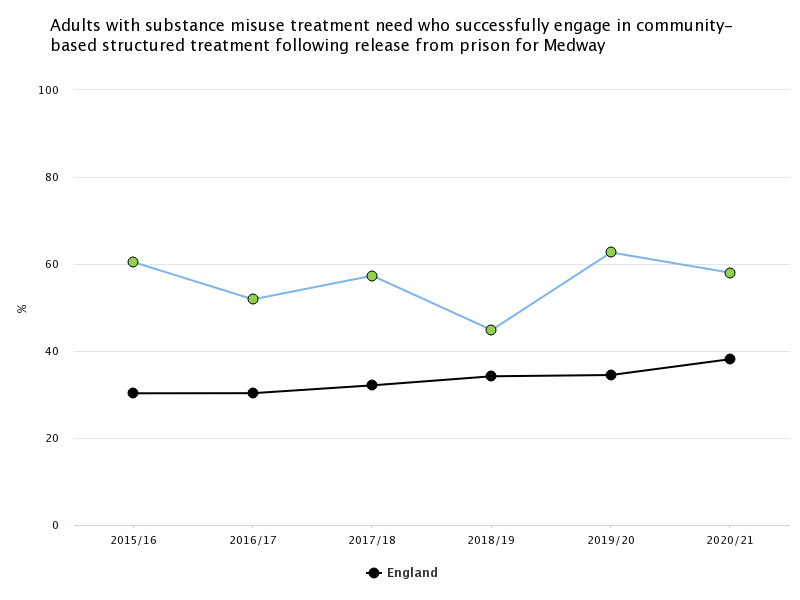 Adults with substance misuse treatment need who successfully engage in community–
based structured treatment following release from prison for Medway
100
80
60
40
20
0
%
2015/16 2016/17 2017/18 2018/19 2019/20 2020/21
England